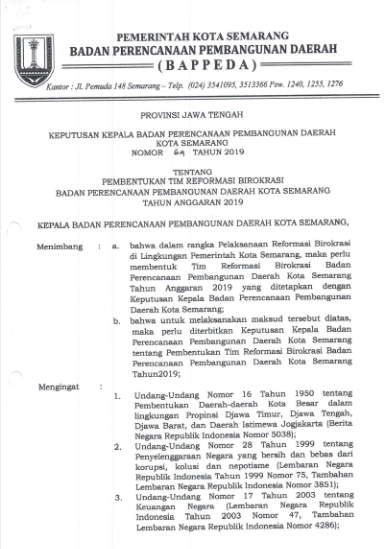 PEMERINTAH KOTA SEMARANG
BADAN PERENCANAAN PEMBANGUNAN DAERAH
( BAPPEDA )
Kantor : Jl. Pemuda 148 Semarang – Telp. (024) 3541095, 3513366 Psw. 1240, 1255, 1276
PROVINSI JAWA TENGAH
KEPUTUSAN KEPALA BADAN PERENCANAAN PEMBANGUNAN DAERAH
KOTA SEMARANG
NOMOR 69 TAHUN 2019
TENTANG
PEMBENTUKAN TIM REFORMASI BIROKRASI
BADAN PERENCANAAN PEMBANGUNAN DAERAH KOTA SEMARANG
TAHUN ANGGARAN 2019
KEPALA BADAN PERENCANAAN PEMBANGUNAN DAERAH KOTA SEMARANG,
Menimbang : a. bahwa dalam rangka Pelaksanaan Reformasi Birokrasi
di Lingkungan Pemerintah Kota Semarang, maka perlu
membentuk Tim Reformasi Birokrasi Badan
Perencanaan Pembangunan Daerah Kota Semarang
Tahun Anggaran 2019 yang ditetapkan dengan
Keputusan Kepala Badan Perencanaan Pembangunan
Daerah Kota Semarang;
b. bahwa untuk melaksanakan maksud tersebut diatas,
maka perlu diterbitkan Keputusan Kepala Badan
Perencanaan Pembangunan Daerah Kota Semarang
tentang Pembentukan Tim Reformasi Birokrasi Badan
Perencanaan Pembangunan Daerah Kota Semarang
Tahun2019;
Mengingat :
1. Undang-Undang Nomor 16 Tahun 1950 tentang
Pembentukan Daerah-daerah Kota Besar dalam
lingkungan Propinsi Djawa Timur, Djawa Tengah,
Djawa Barat, dan Daerah Istimewa Jogjakarta (Berita
Negara Republik Indonesia Nomor 5038);
2. Undang-Undang Nomor 28 Tahun 1999 tentang
Penyelenggaraan Negara yang bersih dan bebas dari
korupsi, kolusi dan nepotisme (Lembaran Negara
Republik Indonesia Tahun 1999 Nomor 75, Tambahan
Lembaran Negara Republik Indonesia Nomor 3851);
3. Undang-Undang Nomor 17 Tahun 2003 tentang
Keuangan Negara (Lembaran Negara Republik
Indonesia Tahun 2003 Nomor 47, Tambahan
Lembaran Negara Republik Indonesia Nomor 4286);